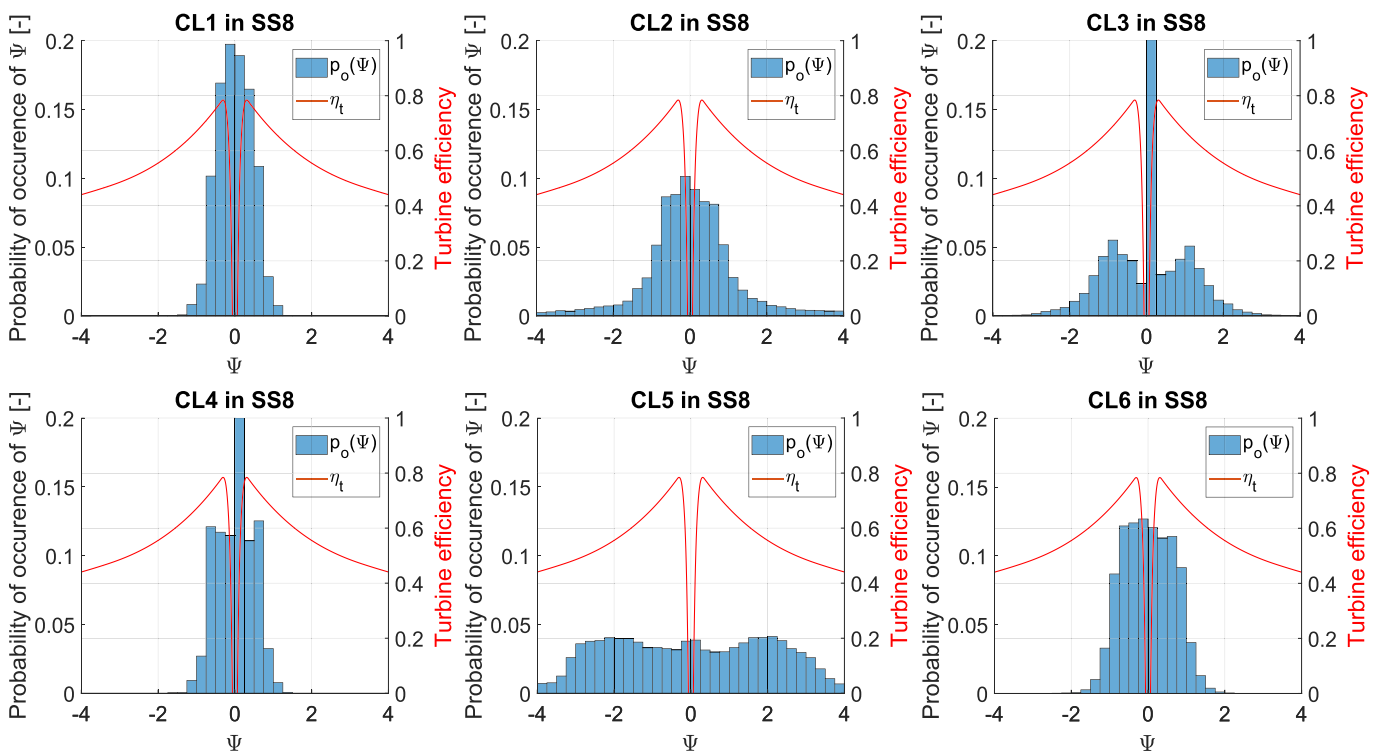 CL1 in SS8
CL2 in SS8
CL3 in SS8
Probability of occurence of Ψ [-]
0.2
0.15
0.1
0.05
0
p_o(Ψ)
η_t
1
0.8
0.6
0.4
0.2
0
Turbine efficiency
-4 -2 0 2 4
Ψ
Probability of occurence of Ψ [-]
0.2
0.15
0.1
0.05
0
p_o(Ψ)
η_t
1
0.8
0.6
0.4
0.2
0
Turbine efficiency
-4 -2 0 2 4
Ψ
Probability of occurence of Ψ [-]
0.2
0.15
0.1
0.05
0
p_o(Ψ)
η_t
1
0.8
0.6
0.4
0.2
0
Turbine efficiency
-4 -2 0 2 4
Ψ
CL4 in SS8
CL5 in SS8
CL6 in SS8
Probability of occurence of Ψ [-]
0.2
0.15
0.1
0.05
0
p_o(Ψ)
η_t
1
0.8
0.6
0.4
0.2
0
Turbine efficiency
-4 -2 0 2 4
Ψ
Probability of occurence of Ψ [-]
0.2
0.15
0.1
0.05
0
p_o(Ψ)
η_t
1
0.8
0.6
0.4
0.2
0
Turbine efficiency
-4 -2 0 2 4
Ψ
Probability of occurence of Ψ [-]
0.2
0.15
0.1
0.05
0
p_o(Ψ)
η_t
1
0.8
0.6
0.4
0.2
0
Turbine efficiency
-4 -2 0 2 4
Ψ